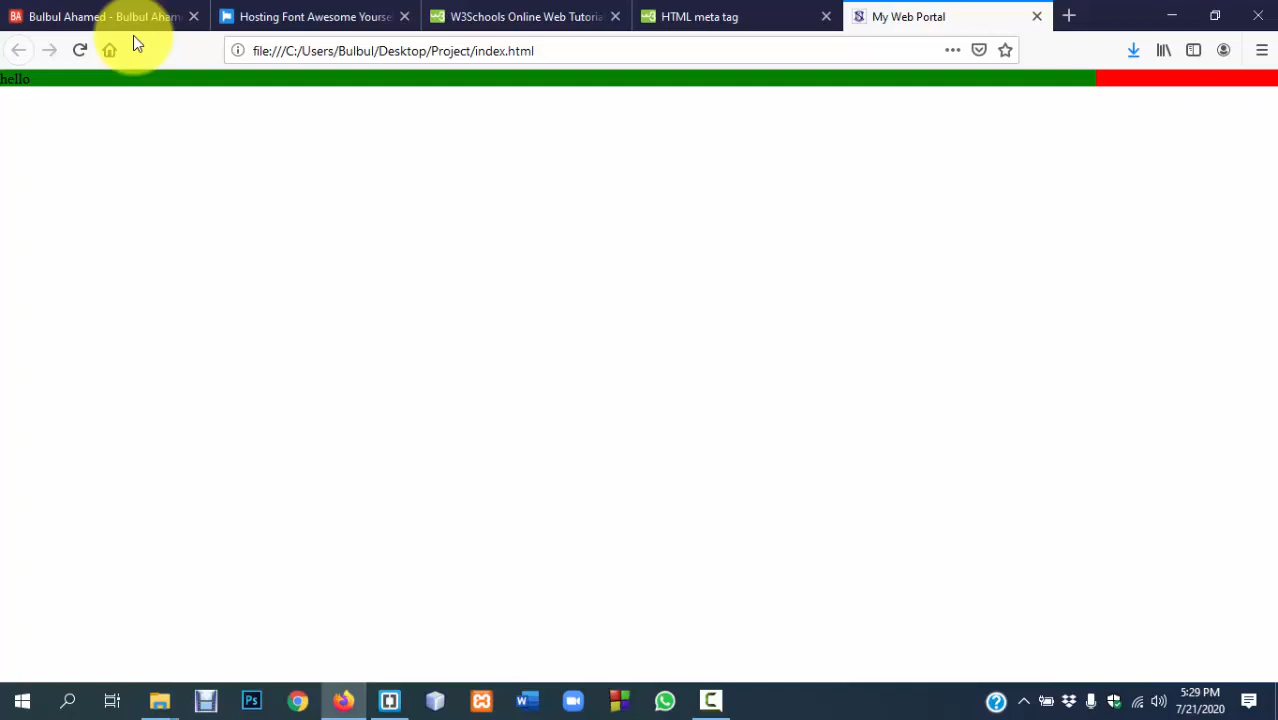 Bulbul Ahamed - Bulbul Aham
Hosting Font Awesome Yourse
W3Schools Online Web Tutoria
HTML meta tag
My Web Portal
file:///C:/Users/Bulbul/Desktop/Project/index.html
hello
5:29 PM
7/21/2020